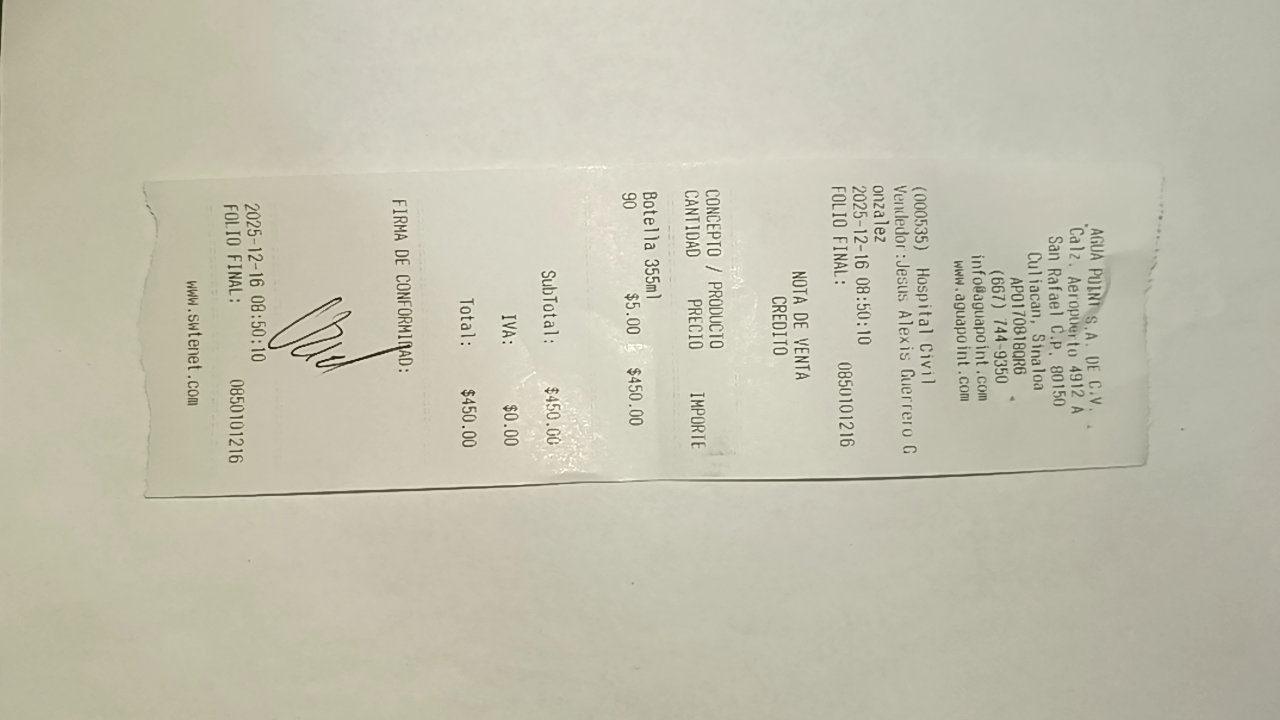 AGUA POINT S.A. DE C.V.
Calz. Aeropuerto 4912 A
San Rafael C.P. 80150
Culiacan, Sinaloa
APO170818QR6
(667) 744-9350
info@aguapoint.com
www.aguapoint.com
(000535) Hospital Civil
Vendedor:Jesus Alexis Guerrero G
onzalez
2025-12-16 08:50:10
FOLIO FINAL: 0850101216
NOTA DE VENTA
CREDITO
CONCEPTO / PRODUCTO
CANTIDAD PRECIO IMPORTE
Botella 355ml
90 $5.00 $450.00
SubTotal: $450.00
IVA: $0.00
Total: $450.00
FIRMA DE CONFORMIDAD:
2025-12-16 08:50:10
FOLIO FINAL: 0850101216
www.swtenet.com